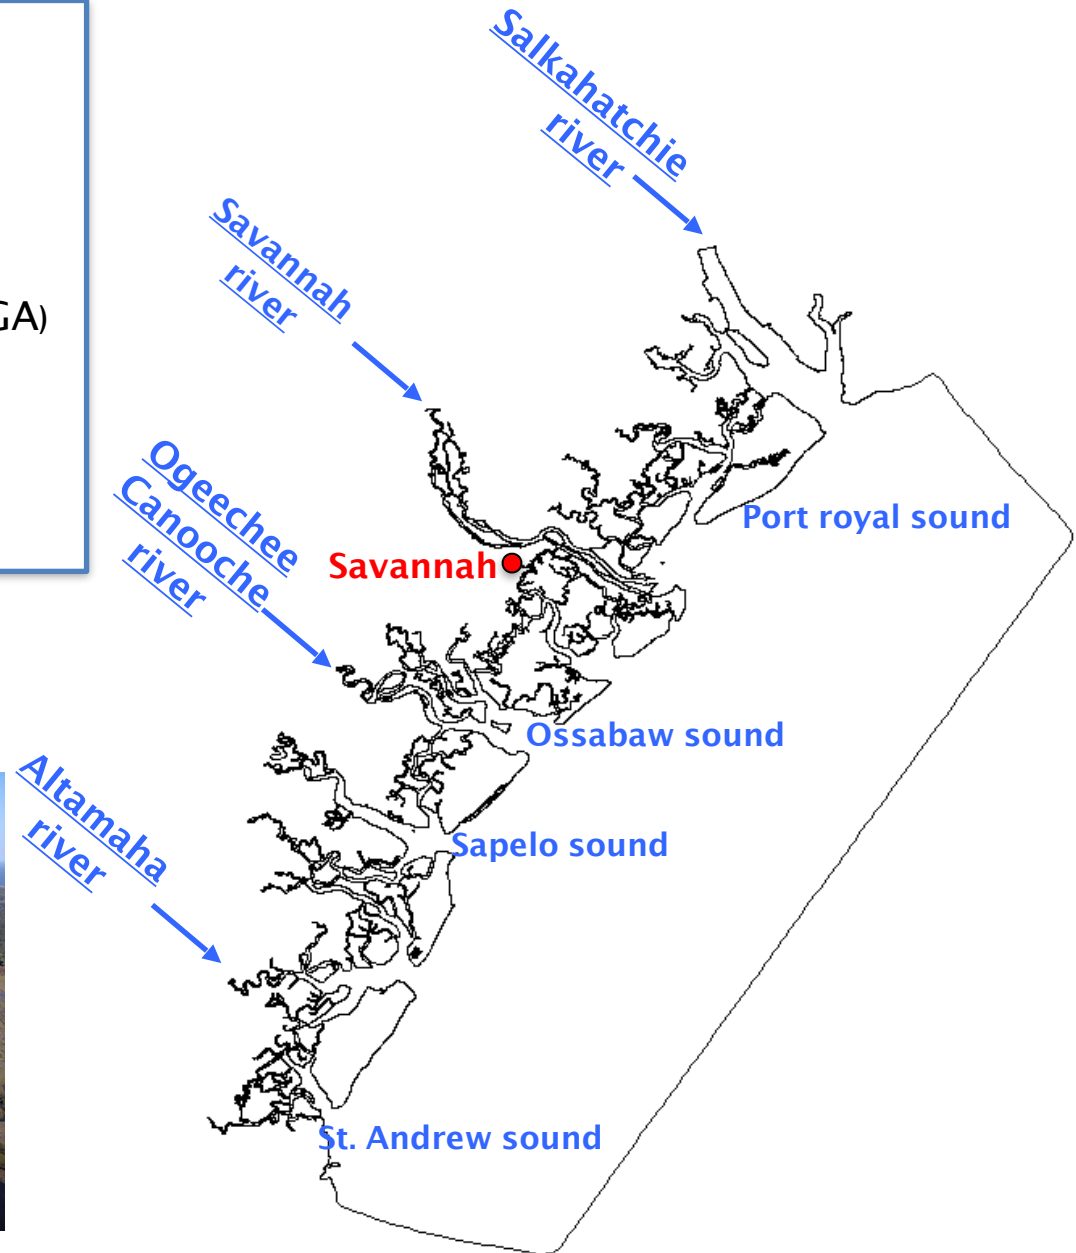 Salkahatchie
river
Savannah
river
GA)
Ogeechee
Canooche
river
Port royal sound
Savannah
Ossabaw sound
Altamaha
river
Sapelo sound
St. Andrew sound